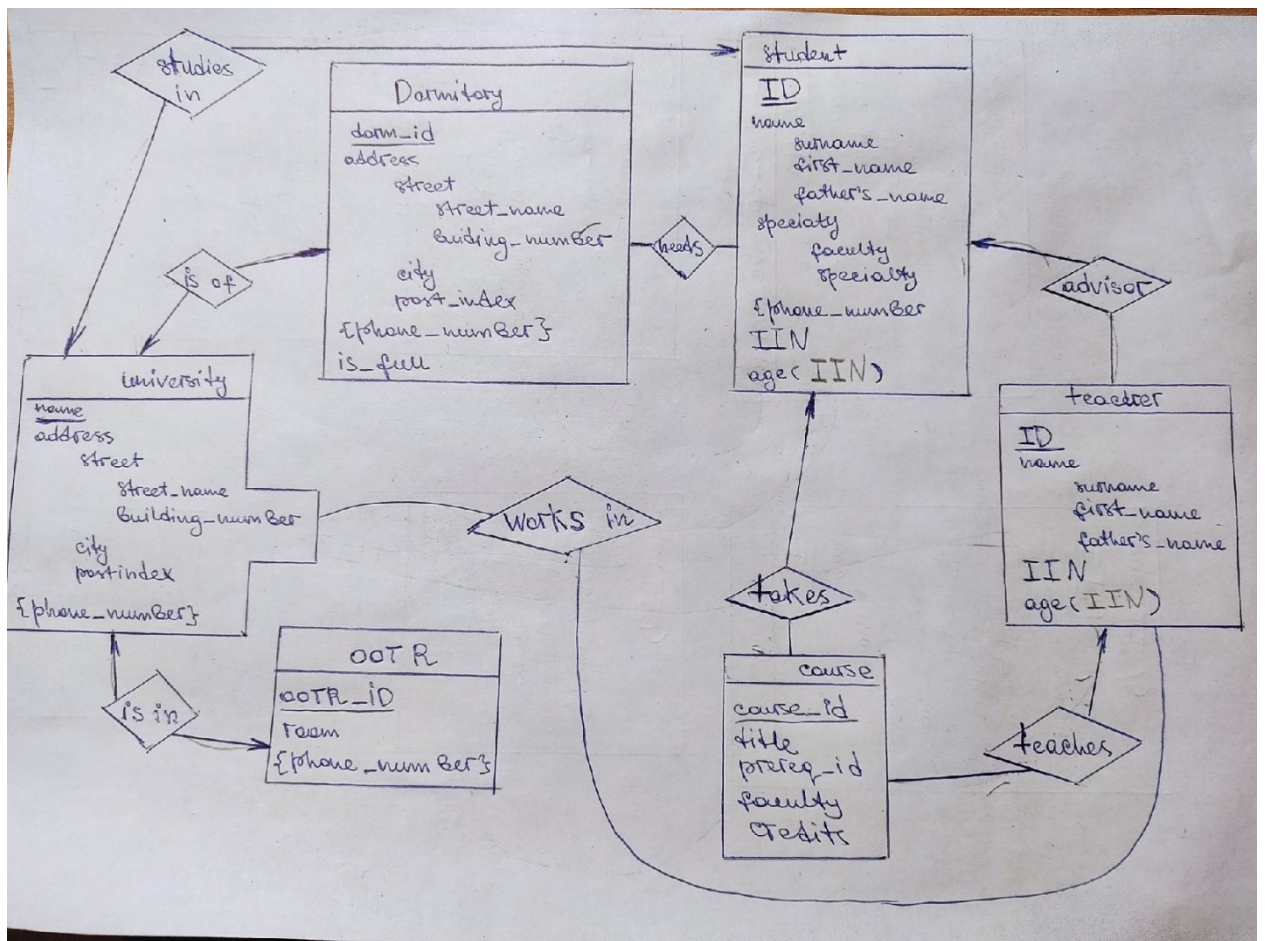 studies
in
Student
ID
name
surname
first_name
father's_name
speciaty
faculty
specialty
{phone_number
IIN
age(IIN)
Dormitory
dorm_id
address
street
street_name
buiding_number
city
post_index
{phone_number}
is_full
needs
is of
advisor
university
name
address
street
street_name
building_number
city
postindex
{phone_number}
works in
teacher
ID
name
surname
first_name
father's_name
IIN
age(IIN)
takes
OOTR
OOTR_ID
room
{phone_number}
is in
course
course_id
title
prereq_id
faculty
credits
teaches